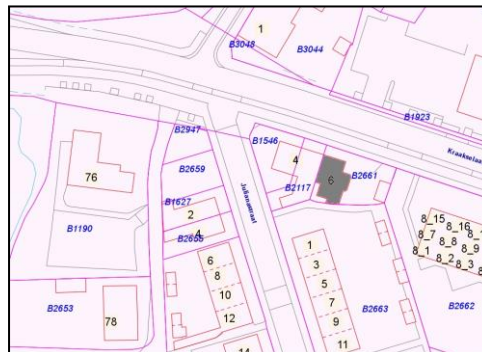 1
B3048
B3044
B1923
Kraakselaan
B2947
B1546
4
B2659
76
6
B2661
B1627
B2117
Julianastraat
2
8_15
8_16
8_7
8_8
8_9
8_1
8_2
8_3
B1190
4
B2655
1
6
3
8
5
B2653
10
7
B2663
B2662
78
12
9
11
14